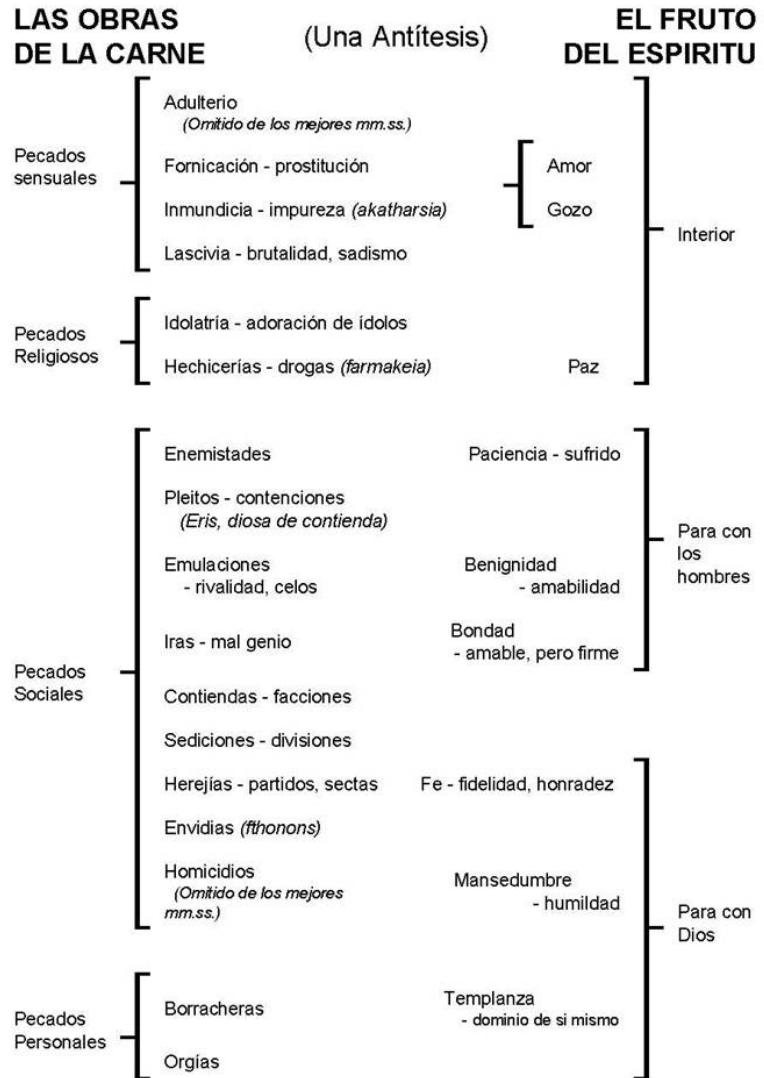 LAS OBRAS
DE LA CARNE
(Una Antítesis)
EL FRUTO
DEL ESPIRITU
Pecados
sensuales
Adulterio
(Omitido de los mejores mm.ss.)
Fornicación - prostitución
Inmundicia - impureza (akatharsia)
Lascivia - brutalidad, sadismo
Amor
Gozo
Interior
Pecados
Religiosos
Idolatría - adoración de ídolos
Hechicerías - drogas (farmakeia)
Paz
Pecados
Sociales
Enemistades
Pleitos - contenciones
(Eris, diosa de contienda)
Emulaciones
- rivalidad, celos
Iras - mal genio
Contiendas - facciones
Sediciones - divisiones
Herejías - partidos, sectas
Envidias (fthonons)
Homicidios
(Omitido de los mejores
mm.ss.)
Paciencia - sufrido
Benignidad
- amabilidad
Bondad
- amable, pero firme
Para con
los
hombres
Fe - fidelidad, honradez
Mansedumbre
- humildad
Para con
Dios
Pecados
Personales
Borracheras
Orgías
Templanza
- dominio de si mismo